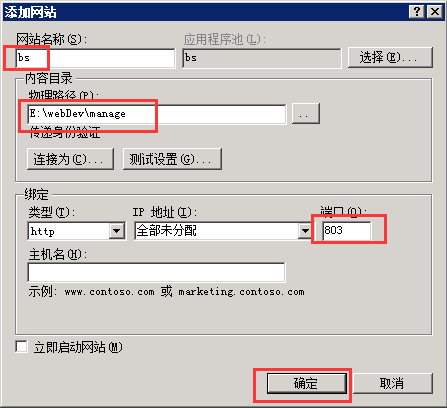 添加网站
网站名称(S): 应用程序池(L):
bs bs 选择(E)...
内容目录
物理路径(P):
E:\webDev\manage ..
传递身份验证
连接为(C)... 测试设置(G)...
绑定
类型(T): IP 地址(I): 端口(O):
http 全部未分配 803
主机名(H):
示例: www.contoso.com 或 marketing.contoso.com
立即启动网站(M)
确定 取消